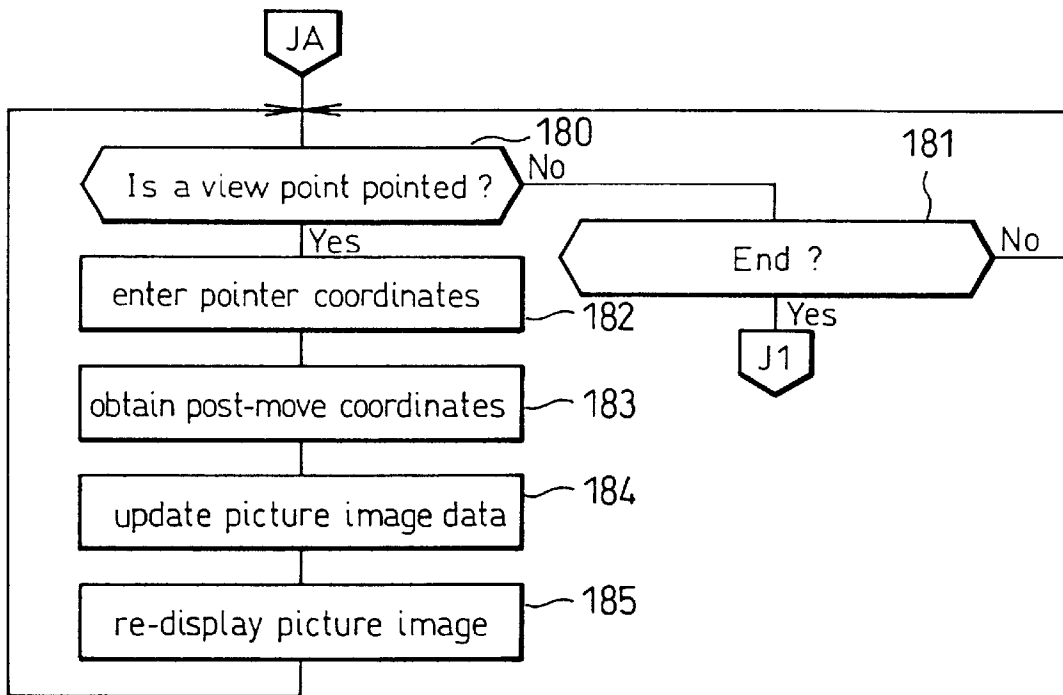 JA
180
Is a view point pointed ?
No
181
Yes
End ?
No
enter pointer coordinates
182
Yes
J1
obtain post-move coordinates
183
update picture image data
184
re-display picture image
185